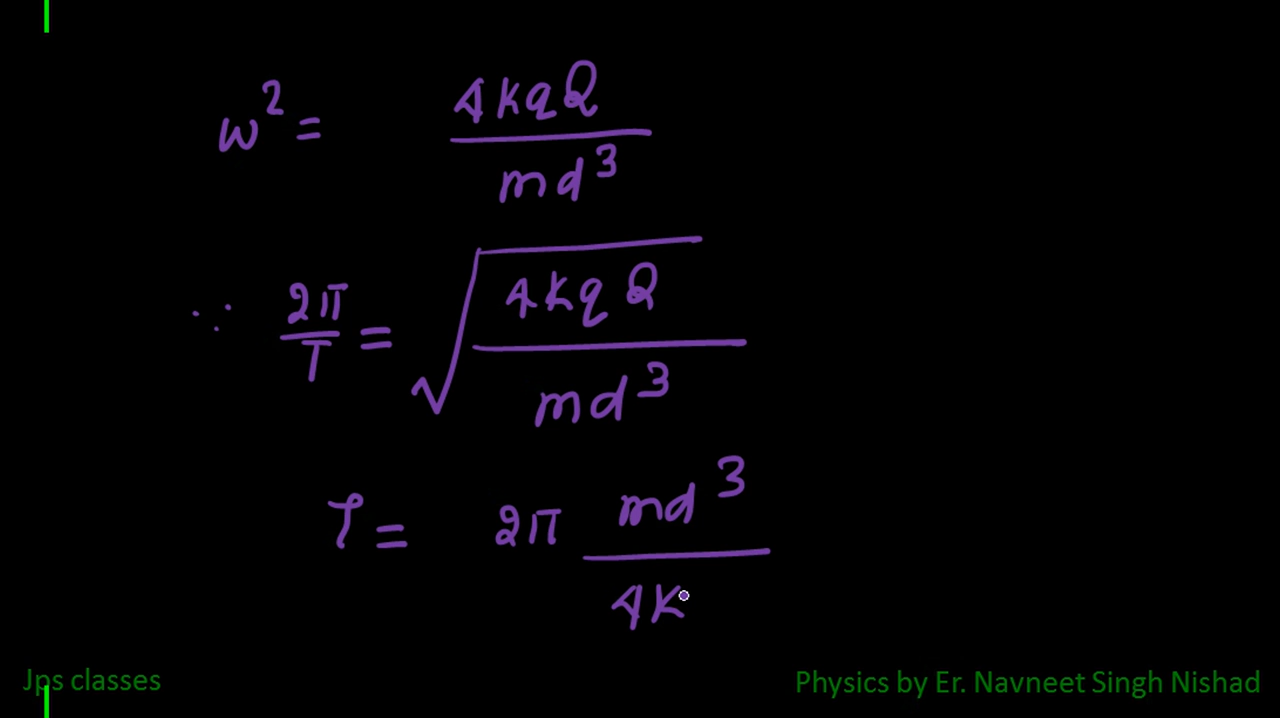 w² = 4kqQ / md³
∵ 2π/T = √(4kqQ / md³)
T = 2π md³ / 4K
Jps classes
Physics by Er. Navneet Singh Nishad